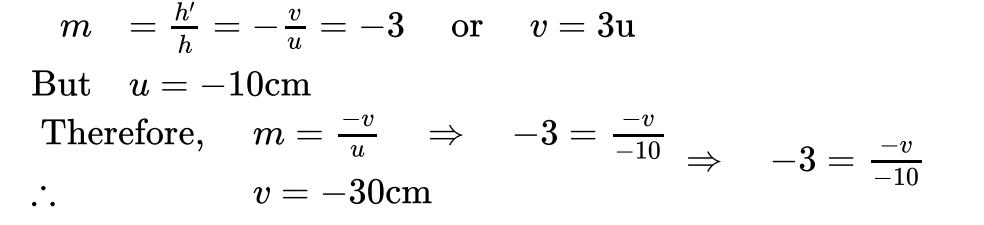 m = h′/h = −v/u = −3 or v = 3u
But u = −10cm
Therefore, m = −v/u ⇒ −3 = −v/−10 ⇒ −3 = −v/−10
∴ v = −30cm